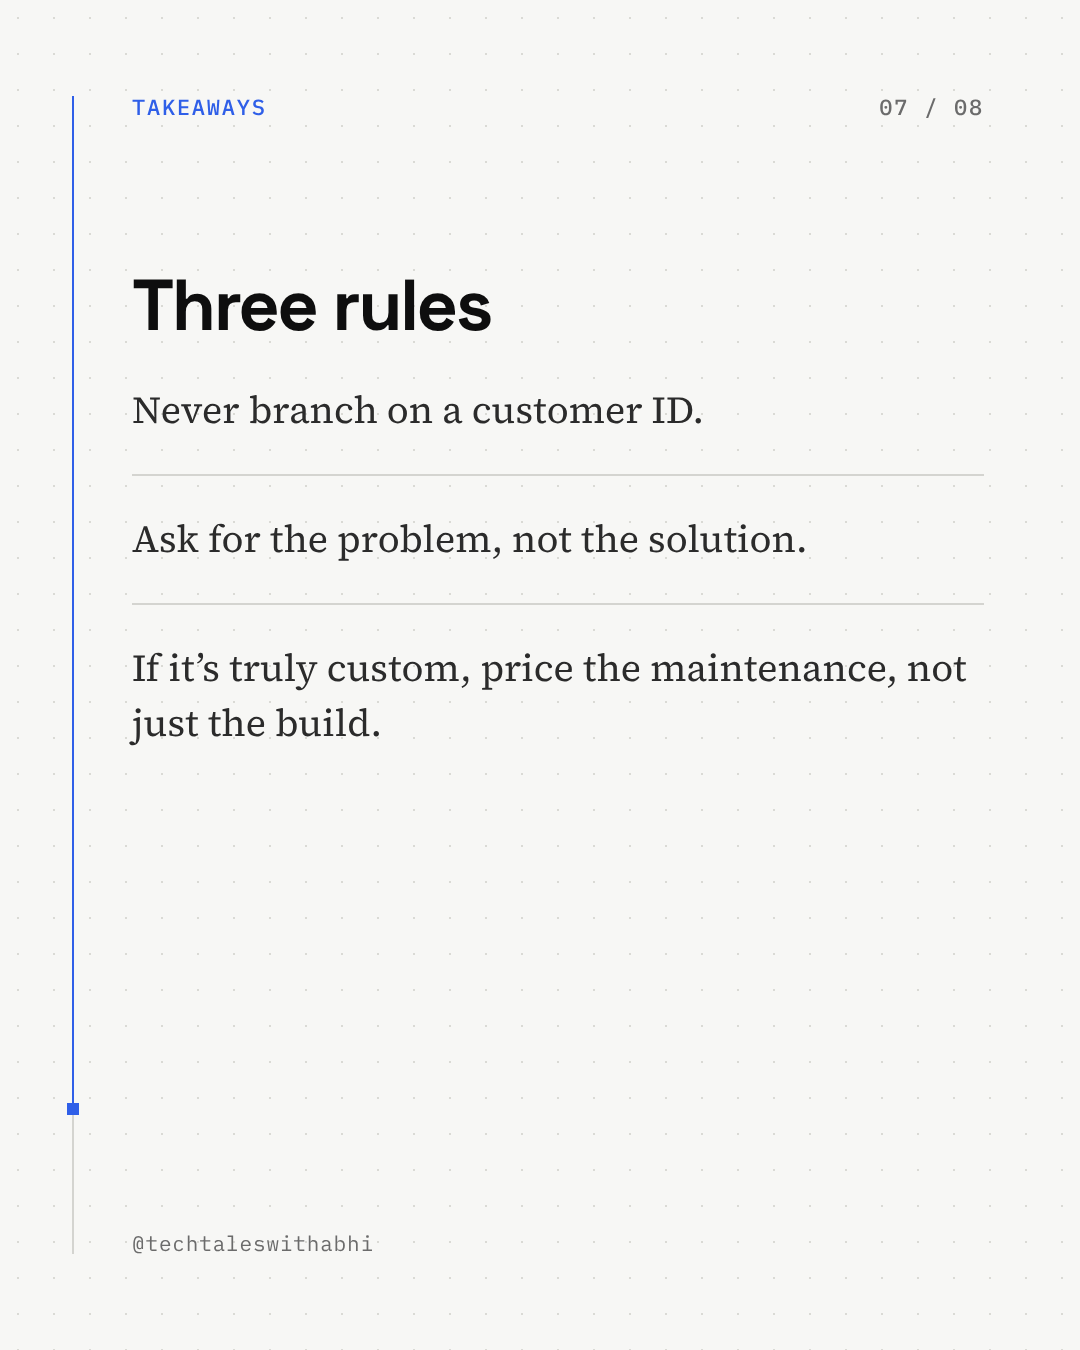 TAKEAWAYS
07 / 08
Three rules
Never branch on a customer ID.
Ask for the problem, not the solution.
If it’s truly custom, price the maintenance, not
just the build.
@techtaleswithabhi